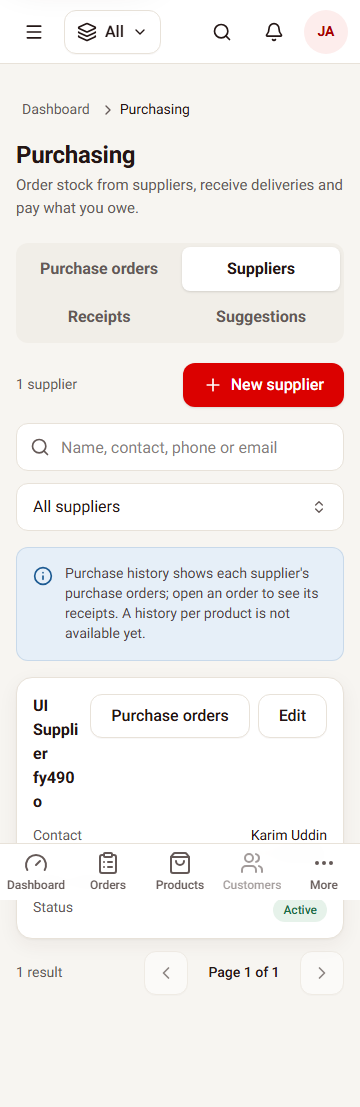 All
JA
Dashboard > Purchasing
Purchasing
Order stock from suppliers, receive deliveries and
pay what you owe.
Purchase orders
Suppliers
Receipts
Suggestions
1 supplier
New supplier
Name, contact, phone or email
All suppliers
Purchase history shows each supplier's
purchase orders; open an order to see its
receipts. A history per product is not
available yet.
UI
Suppli
er
fy490
o
Purchase orders
Edit
Contact
Karim Uddin
Dashboard
Orders
Products
Customers
More
Status
Active
1 result
Page 1 of 1